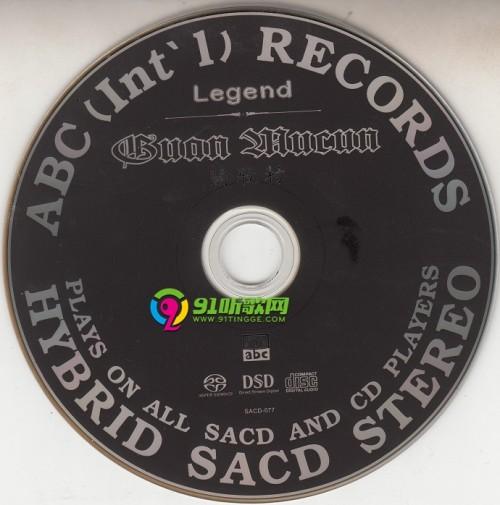 ABC (Int`l) RECORDS
Legend
Guan Mucun
91听歌网
WWW.91TINGGE.COM
abc
SUPER AUDIO CD
DSD
Direct Stream Digital
COMPACT
disc
DIGITAL AUDIO
SACD-077
PLAYS ON ALL SACD AND CD PLAYERS
HYBRID SACD STEREO